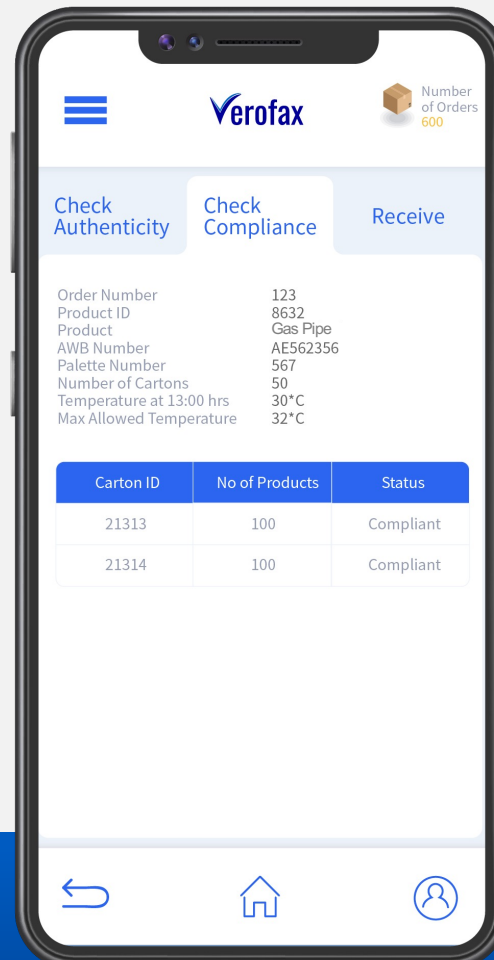 Verofax
Number
of Orders
600
Check
Authenticity
Check
Compliance
Receive
Order Number 123
Product ID 8632
Product Gas Pipe
AWB Number AE562356
Palette Number 567
Number of Cartons 50
Temperature at 13:00 hrs 30*C
Max Allowed Temperature 32*C
Carton ID No of Products Status
21313 100 Compliant
21314 100 Compliant